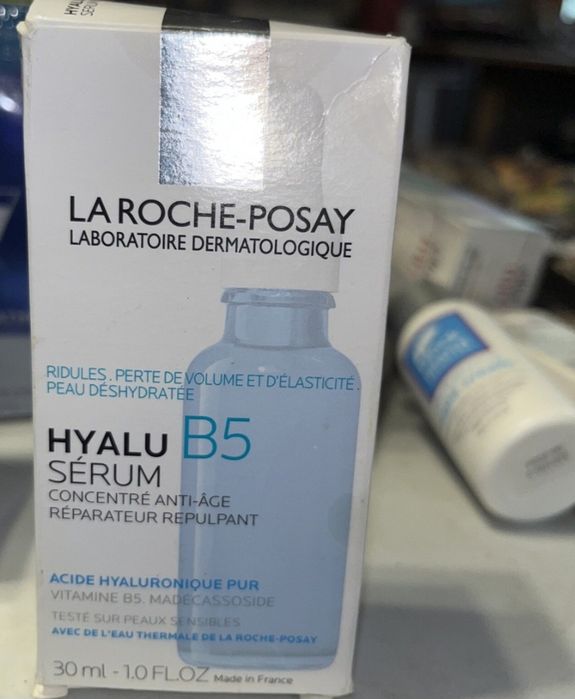 HYAL
SÉRU
LA ROCHE-POSAY
LABORATOIRE DERMATOLOGIQUE
RIDULES. PERTE DE VOLUME ET D'ÉLASTICITÉ.
PEAU DÉSHYDRATÉE
HYALU B5
SÉRUM
CONCENTRÉ ANTI-ÂGE
RÉPARATEUR REPULPANT
ACIDE HYALURONIQUE PUR
VITAMINE B5. MADÉCASSOSIDE
TESTÉ SUR PEAUX SENSIBLES
AVEC DE L'EAU THERMALE DE LA ROCHE-POSAY
30 ml - 1.0 FL.OZ Made in France